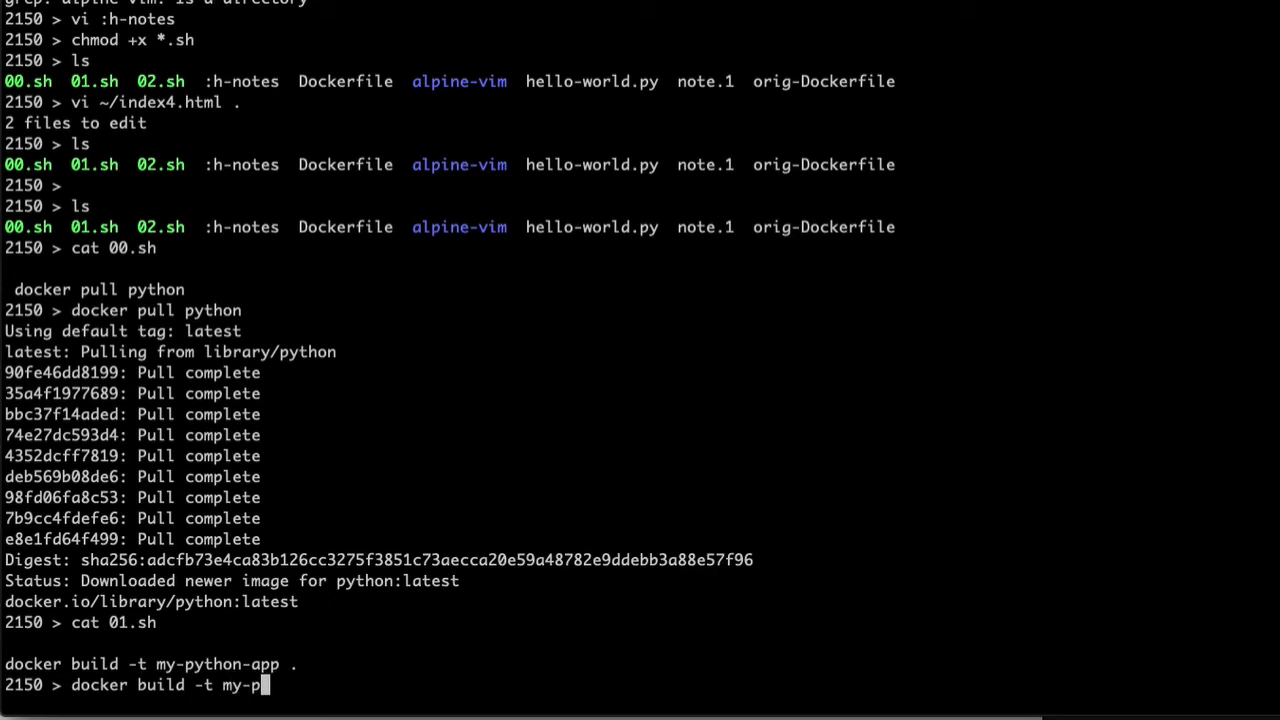 grep: alpine-vim: is a directory
2150 > vi :h-notes
2150 > chmod +x *.sh
2150 > ls
00.sh  01.sh  02.sh  :h-notes  Dockerfile  alpine-vim  hello-world.py  note.1  orig-Dockerfile
2150 > vi ~/index4.html .
2 files to edit
2150 > ls
00.sh  01.sh  02.sh  :h-notes  Dockerfile  alpine-vim  hello-world.py  note.1  orig-Dockerfile
2150 >
2150 > ls
00.sh  01.sh  02.sh  :h-notes  Dockerfile  alpine-vim  hello-world.py  note.1  orig-Dockerfile
2150 > cat 00.sh
docker pull python
2150 > docker pull python
Using default tag: latest
latest: Pulling from library/python
90fe46dd8199: Pull complete
35a4f1977689: Pull complete
bbc37f14aded: Pull complete
74e27dc593d4: Pull complete
4352dcff7819: Pull complete
deb569b08de6: Pull complete
98fd06fa8c53: Pull complete
7b9cc4fdefe6: Pull complete
e8e1fd64f499: Pull complete
Digest: sha256:adcfb73e4ca83b126cc3275f3851c73aecca20e59a48782e9ddebb3a88e57f96
Status: Downloaded newer image for python:latest
docker.io/library/python:latest
2150 > cat 01.sh
docker build -t my-python-app .
2150 > docker build -t my-p